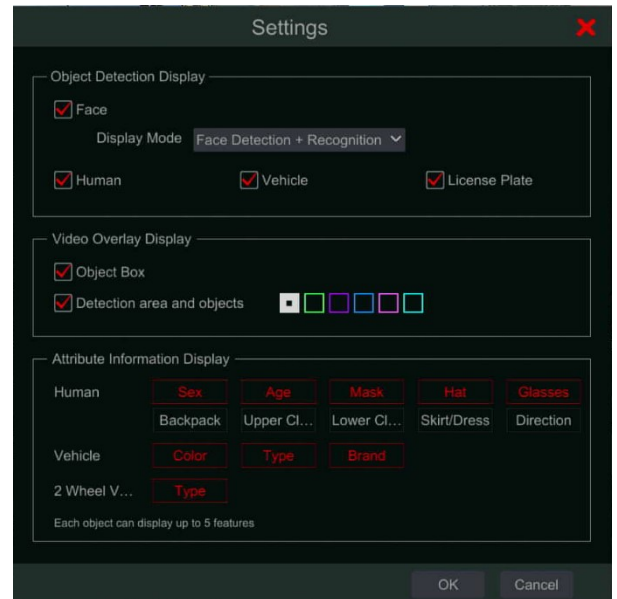 Settings
Object Detection Display
Face
Display Mode Face Detection + Recognition
Human Vehicle License Plate
Video Overlay Display
Object Box
Detection area and objects
Attribute Information Display
Human Sex Age Mask Hat Glasses
Backpack Upper Cl... Lower Cl... Skirt/Dress Direction
Vehicle Color Type Brand
2 Wheel V... Type
Each object can display up to 5 features
OK Cancel